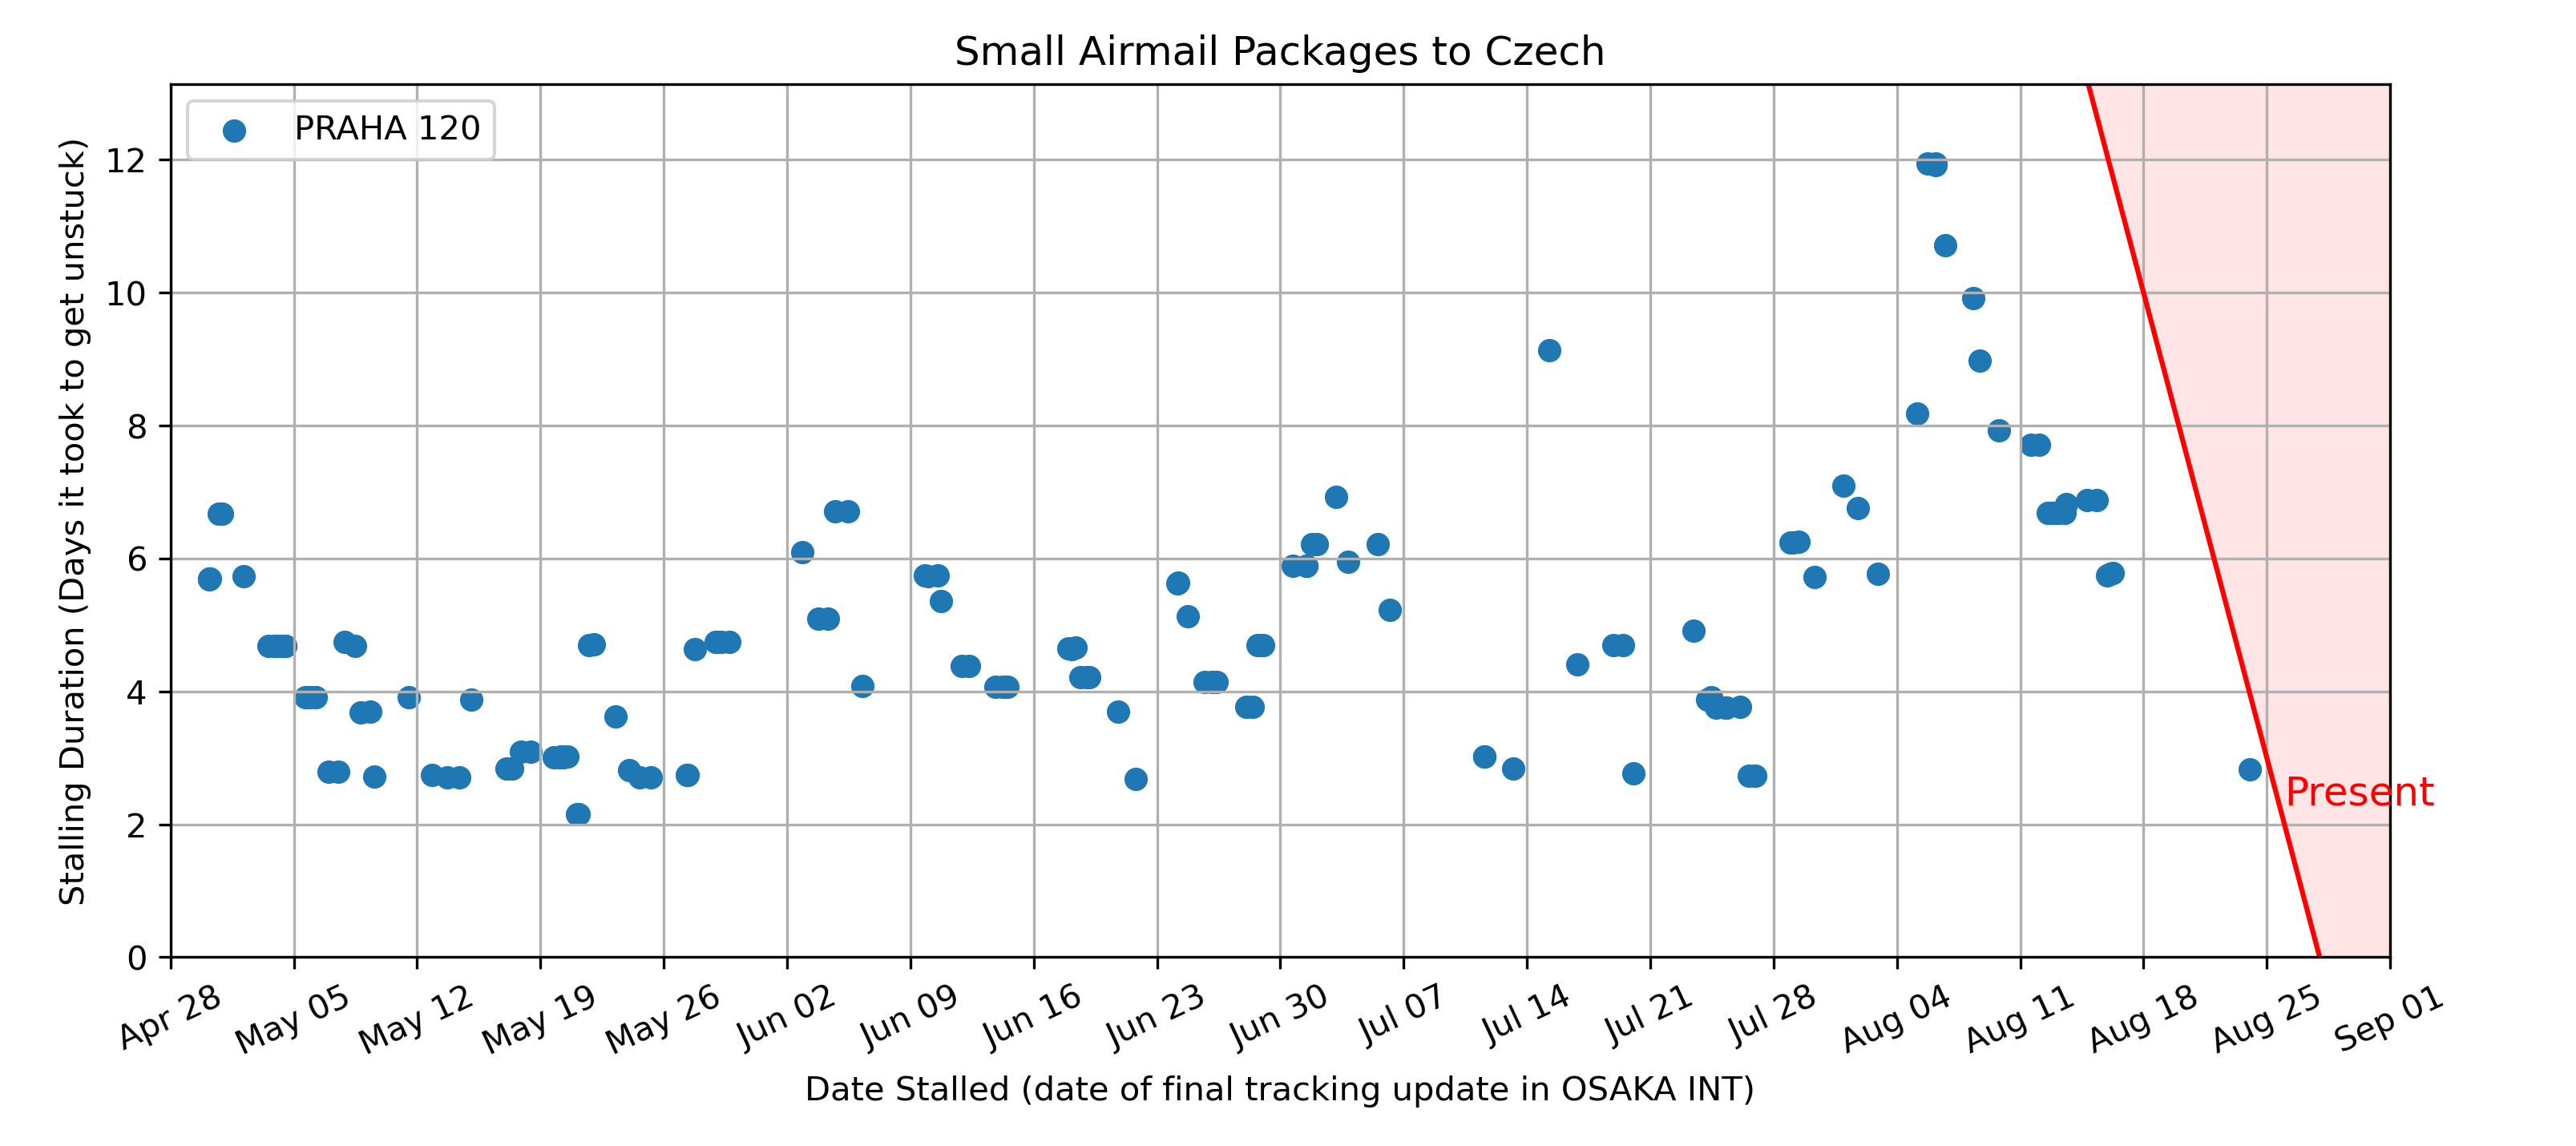 Small Airmail Packages to Czech
PRAHA 120
Stalling Duration (Days it took to get unstuck)
12
10
8
6
4
2
0
Present
Apr 28 May 05 May 12 May 19 May 26 Jun 02 Jun 09 Jun 16 Jun 23 Jun 30 Jul 07 Jul 14 Jul 21 Jul 28 Aug 04 Aug 11 Aug 18 Aug 25 Sep 01
Date Stalled (date of final tracking update in OSAKA INT)